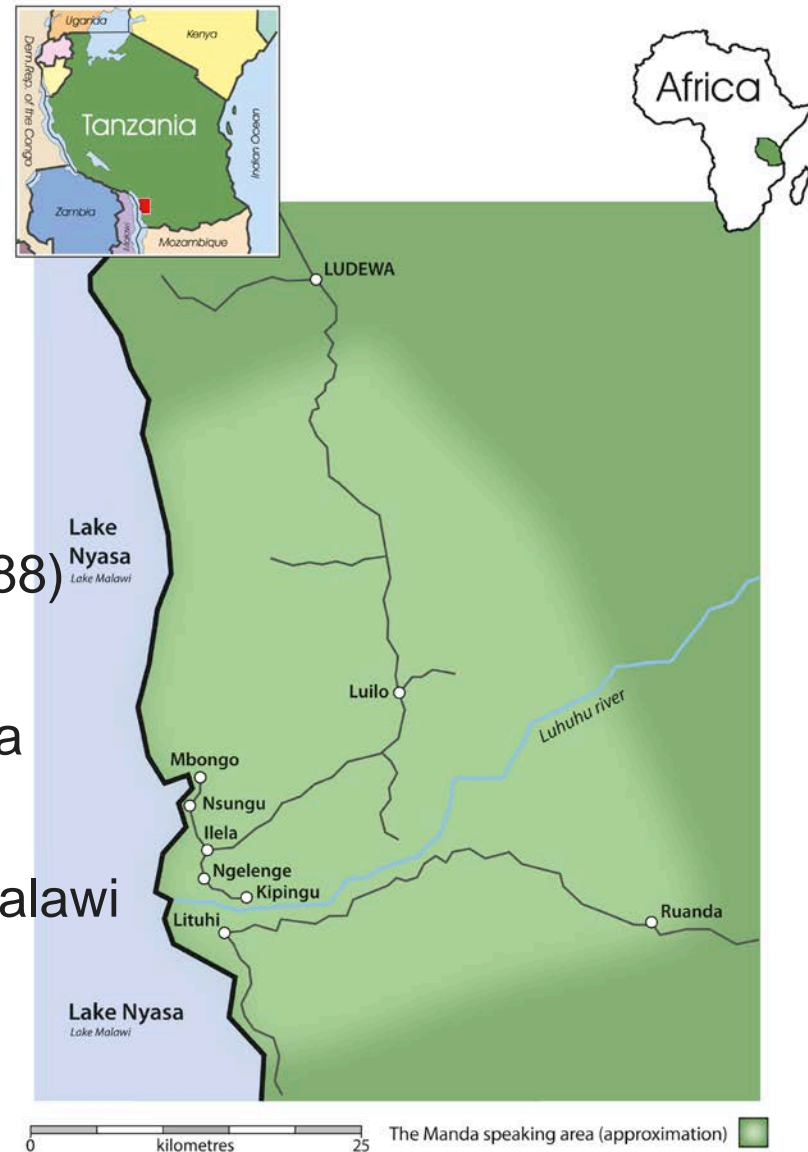 Uganda
Kenya
Dem.Rep. of the Congo
Tanzania
Indian Ocean
Zambia
Malawi
Mozambique
Africa
LUDEWA
Lake
Nyasa
Lake Malawi
38)
Luilo
Luhuhu river
a
Mbongo
Nsungu
Ilela
Ngelenge
Kipingu
alawi
Lituhi
Ruanda
Lake Nyasa
Lake Malawi
0 kilometres 25
The Manda speaking area (approximation)